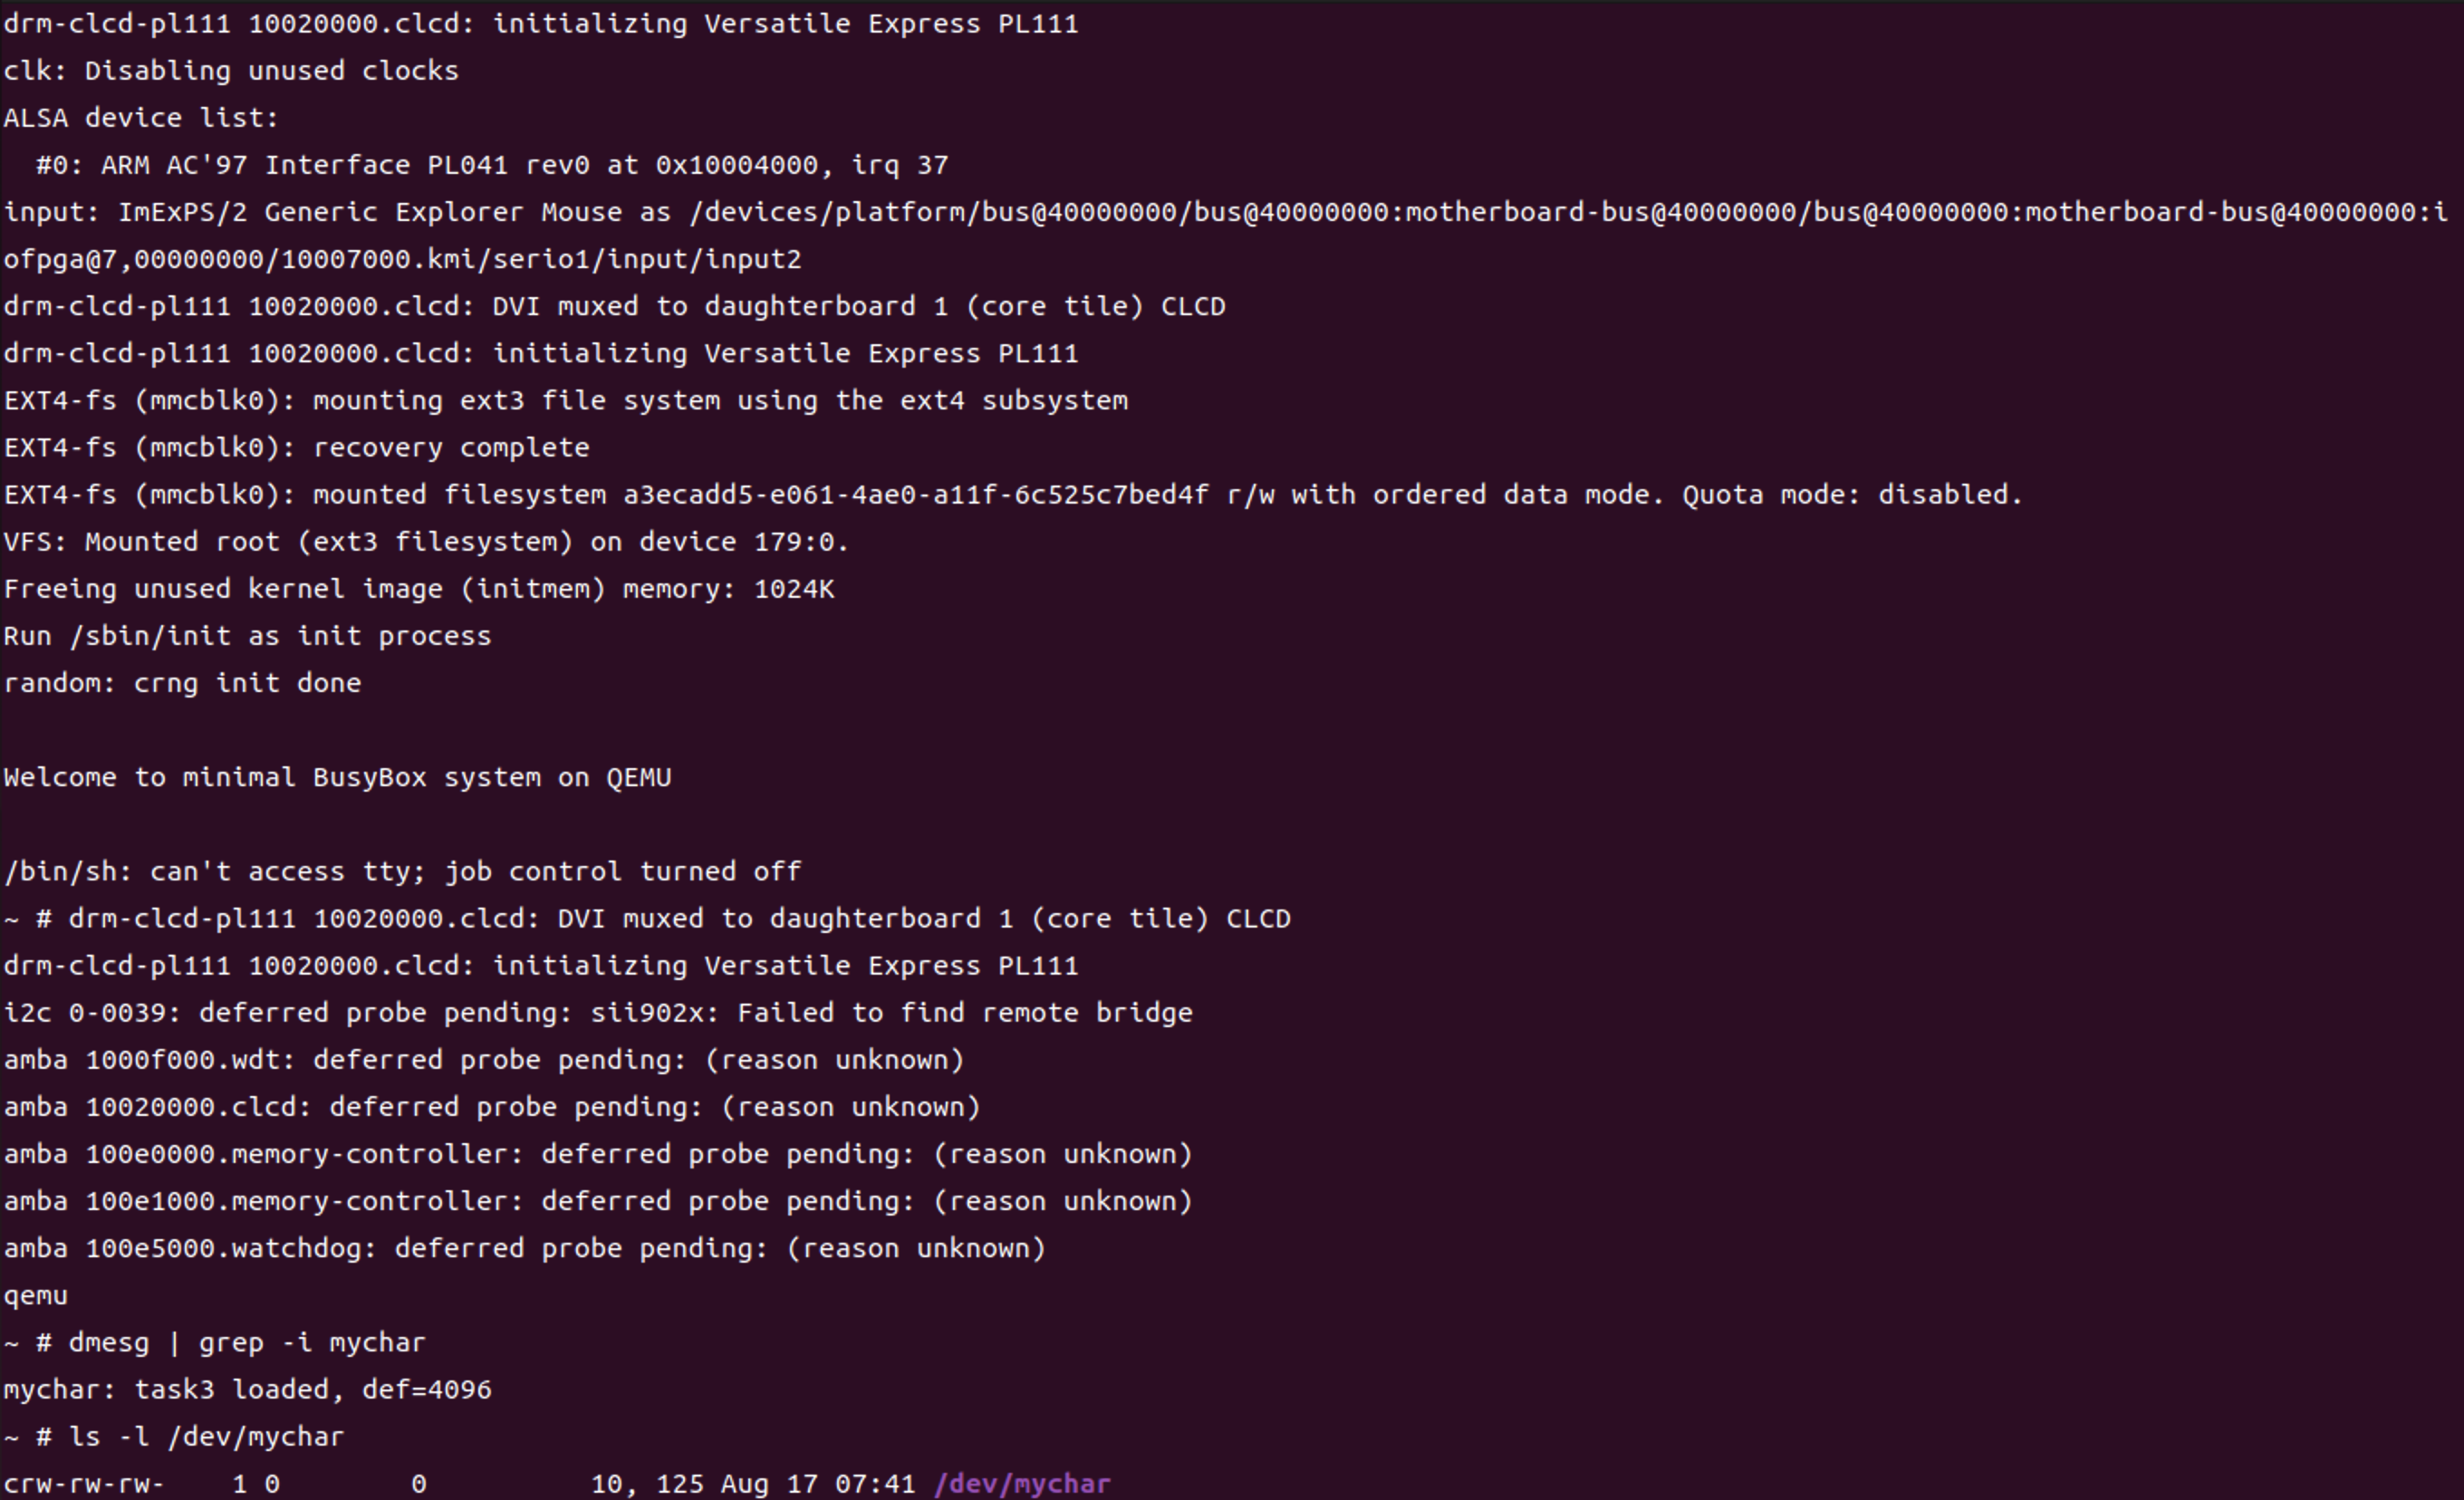 drm-clcd-pl111 10020000.clcd: initializing Versatile Express PL111
clk: Disabling unused clocks
ALSA device list:
  #0: ARM AC'97 Interface PL041 rev0 at 0x10004000, irq 37
input: ImExPS/2 Generic Explorer Mouse as /devices/platform/bus@40000000/bus@40000000:motherboard-bus@40000000/bus@40000000:motherboard-bus@40000000:i
ofpga@7,00000000/10007000.kmi/serio1/input/input2
drm-clcd-pl111 10020000.clcd: DVI muxed to daughterboard 1 (core tile) CLCD
drm-clcd-pl111 10020000.clcd: initializing Versatile Express PL111
EXT4-fs (mmcblk0): mounting ext3 file system using the ext4 subsystem
EXT4-fs (mmcblk0): recovery complete
EXT4-fs (mmcblk0): mounted filesystem a3ecadd5-e061-4ae0-a11f-6c525c7bed4f r/w with ordered data mode. Quota mode: disabled.
VFS: Mounted root (ext3 filesystem) on device 179:0.
Freeing unused kernel image (initmem) memory: 1024K
Run /sbin/init as init process
random: crng init done
Welcome to minimal BusyBox system on QEMU
/bin/sh: can't access tty; job control turned off
~ # drm-clcd-pl111 10020000.clcd: DVI muxed to daughterboard 1 (core tile) CLCD
drm-clcd-pl111 10020000.clcd: initializing Versatile Express PL111
i2c 0-0039: deferred probe pending: sii902x: Failed to find remote bridge
amba 1000f000.wdt: deferred probe pending: (reason unknown)
amba 10020000.clcd: deferred probe pending: (reason unknown)
amba 100e0000.memory-controller: deferred probe pending: (reason unknown)
amba 100e1000.memory-controller: deferred probe pending: (reason unknown)
amba 100e5000.watchdog: deferred probe pending: (reason unknown)
qemu
~ # dmesg | grep -i mychar
mychar: task3 loaded, def=4096
~ # ls -l /dev/mychar
crw-rw-rw-    1 0        0          10, 125 Aug 17 07:41 /dev/mychar